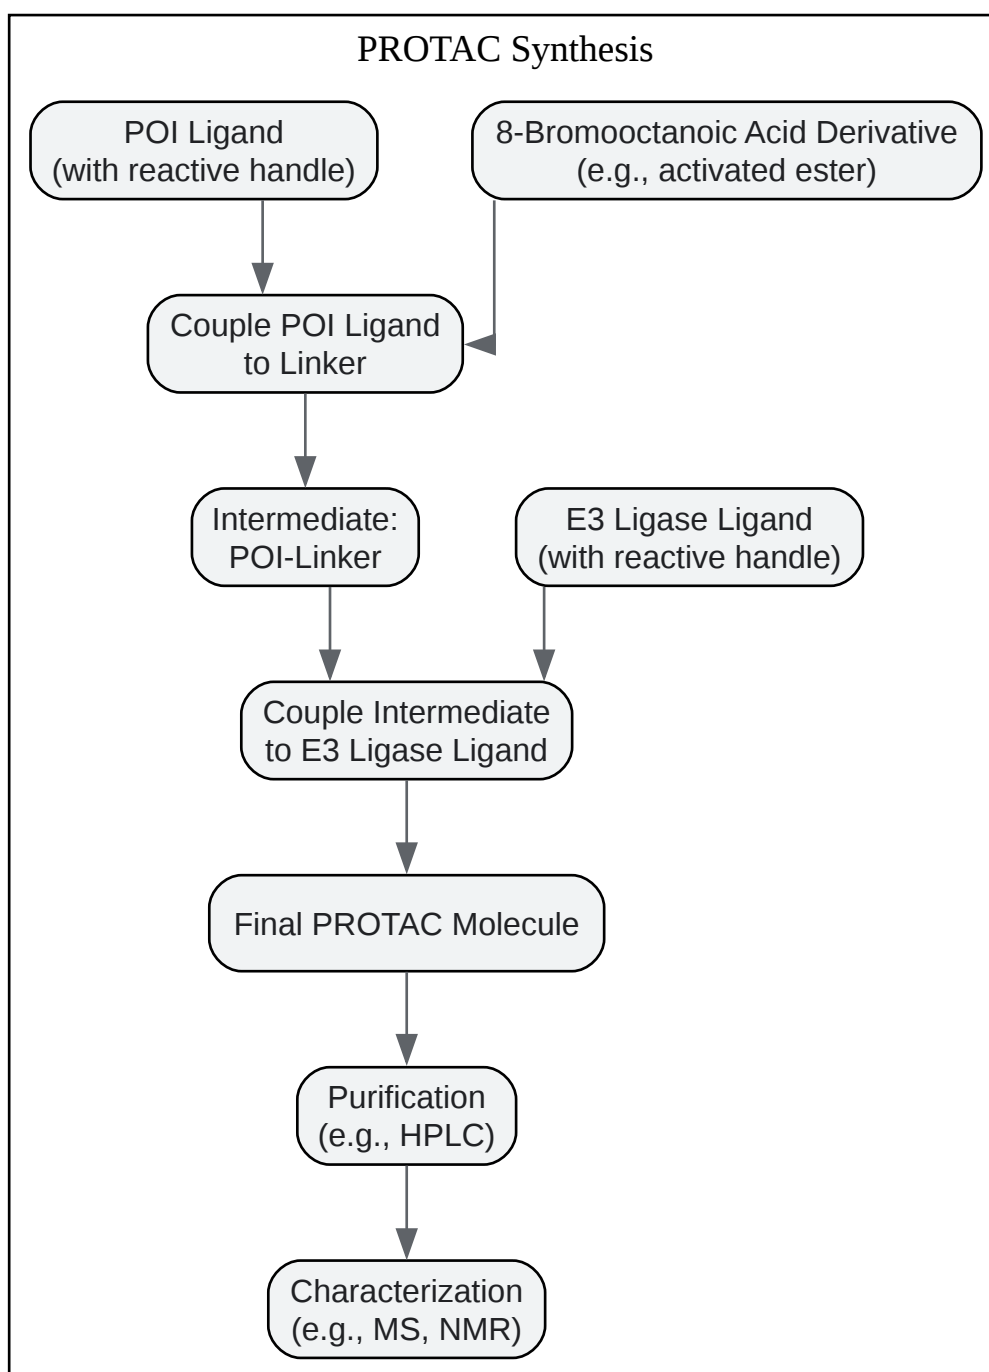 PROTAC Synthesis
POI Ligand
(with reactive handle)
8-Bromooctanoic Acid Derivative
(e.g., activated ester)
Couple POI Ligand
to Linker
Intermediate:
POI-Linker
E3 Ligase Ligand
(with reactive handle)
Couple Intermediate
to E3 Ligase Ligand
Final PROTAC Molecule
Purification
(e.g., HPLC)
Characterization
(e.g., MS, NMR)